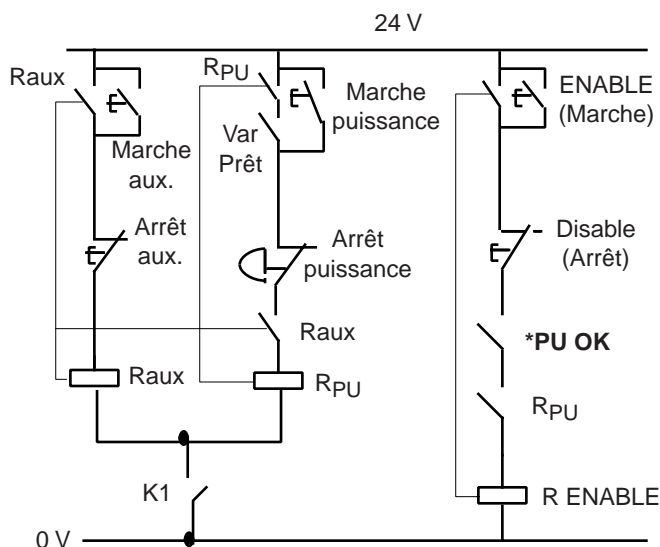 24 V
Raux
RPU
ENABLE
(Marche)
Marche
puissance
Var
Prêt
Marche
aux.
Arrêt
aux.
Arrêt
puissance
Disable
(Arrêt)
Raux
*PU OK
Raux
RPU
RPU
K1
R ENABLE
0 V